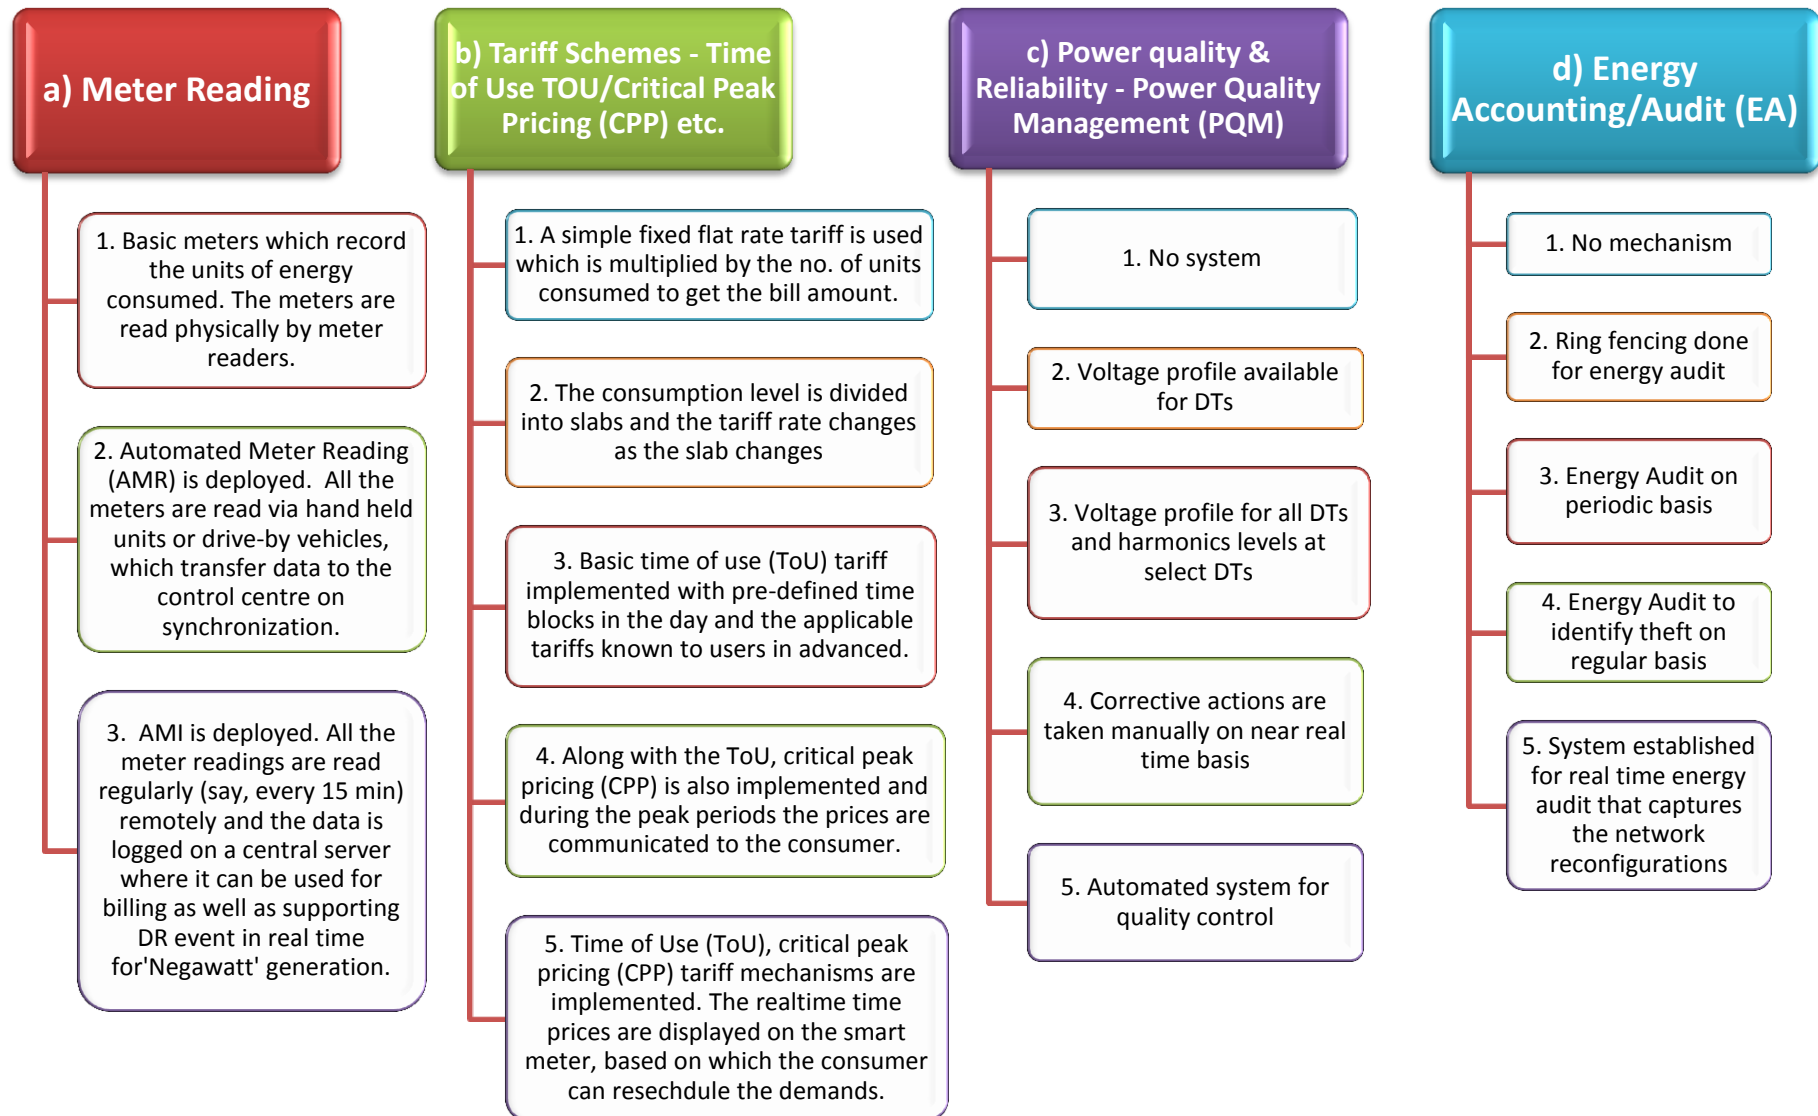 a) Meter Reading
1. Basic meters which record
the units of energy
consumed. The meters are
read physically by meter
readers.
2. Automated Meter Reading
(AMR) is deployed.  All the
meters are read via hand held
units or drive-by vehicles,
which transfer data to the
control centre on
synchronization.
3.  AMI is deployed. All the
meter readings are read
regularly (say, every 15 min)
remotely and the data is
logged on a central server
where it can be used for
billing as well as supporting
DR event in real time
for'Negawatt' generation.
b) Tariff Schemes - Time
of Use TOU/Critical Peak
Pricing (CPP) etc.
1. A simple fixed flat rate tariff is used
which is multiplied by the no. of units
consumed to get the bill amount.
2. The consumption level is divided
into slabs and the tariff rate changes
as the slab changes
3. Basic time of use (ToU) tariff
implemented with pre-defined time
blocks in the day and the applicable
tariffs known to users in advanced.
4. Along with the ToU, critical peak
pricing (CPP) is also implemented and
during the peak periods the prices are
communicated to the consumer.
5. Time of Use (ToU), critical peak
pricing (CPP) tariff mechanisms are
implemented. The realtime time
prices are displayed on the smart
meter, based on which the consumer
can resechdule the demands.
c) Power quality &
Reliability - Power Quality
Management (PQM)
1. No system
2. Voltage profile available
for DTs
3. Voltage profile for all DTs
and harmonics levels at
select DTs
4. Corrective actions are
taken manually on near real
time basis
5. Automated system for
quality control
d) Energy
Accounting/Audit (EA)
1. No mechanism
2. Ring fencing done
for energy audit
3. Energy Audit on
periodic basis
4. Energy Audit to
identify theft on
regular basis
5. System established
for real time energy
audit that captures
the network
reconfigurations